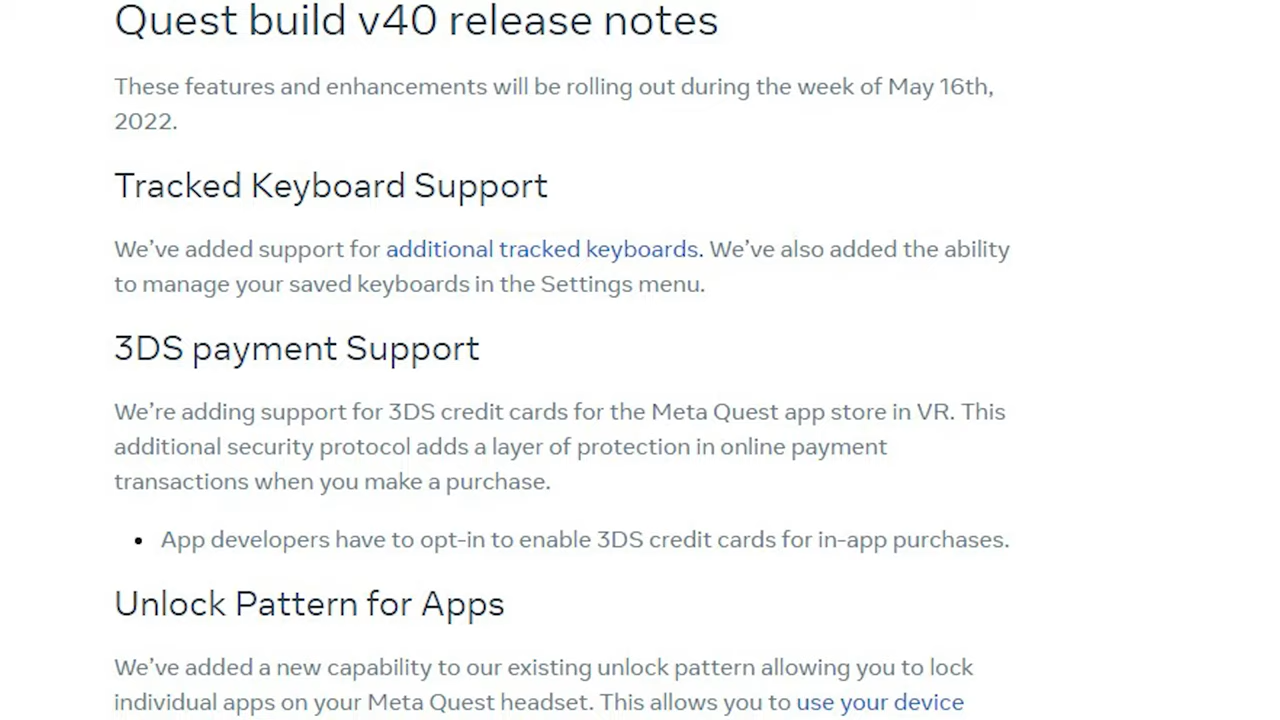 Quest build v40 release notes
These features and enhancements will be rolling out during the week of May 16th,
2022.
Tracked Keyboard Support
We’ve added support for additional tracked keyboards. We’ve also added the ability
to manage your saved keyboards in the Settings menu.
3DS payment Support
We’re adding support for 3DS credit cards for the Meta Quest app store in VR. This
additional security protocol adds a layer of protection in online payment
transactions when you make a purchase.
• App developers have to opt-in to enable 3DS credit cards for in-app purchases.
Unlock Pattern for Apps
We’ve added a new capability to our existing unlock pattern allowing you to lock
individual apps on your Meta Quest headset. This allows you to use your device